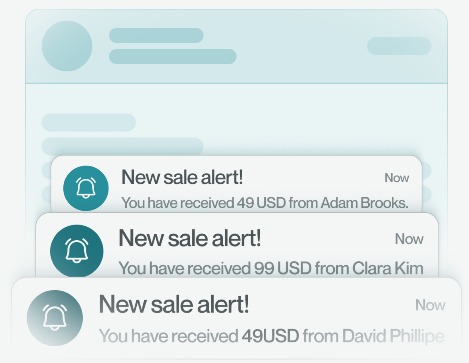 New sale alert!
Now
You have received 49 USD from Adam Brooks.
New sale alert!
Now
You have received 99 USD from Clara Kim
New sale alert!
Now
You have received 49USD from David Phillipe